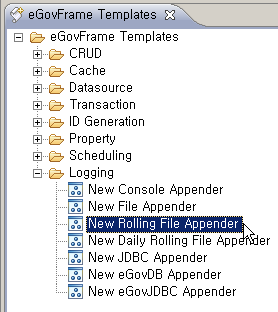 eGovFrame Templates
eGovFrame Templates
CRUD
Cache
Datasource
Transaction
ID Generation
Property
Scheduling
Logging
New Console Appender
New File Appender
New Rolling File Appender
New Daily Rolling File Appender
New JDBC Appender
New eGovDB Appender
New eGovJDBC Appender